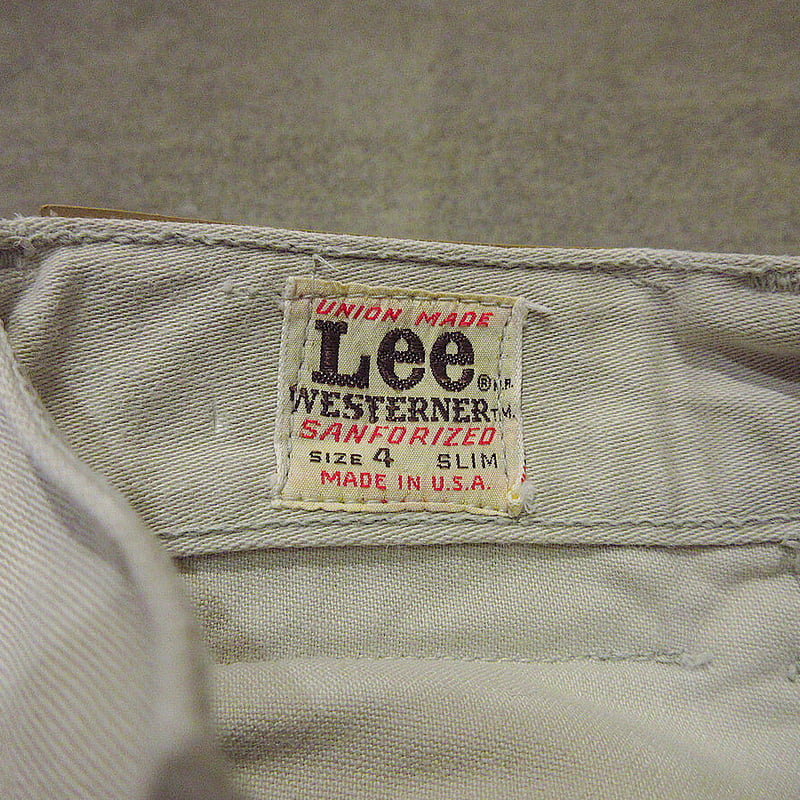 UNION MADE
Lee ® M.R.
WESTERNER T.M.
SANFORIZED
SIZE 4 SLIM
MADE IN U.S.A.